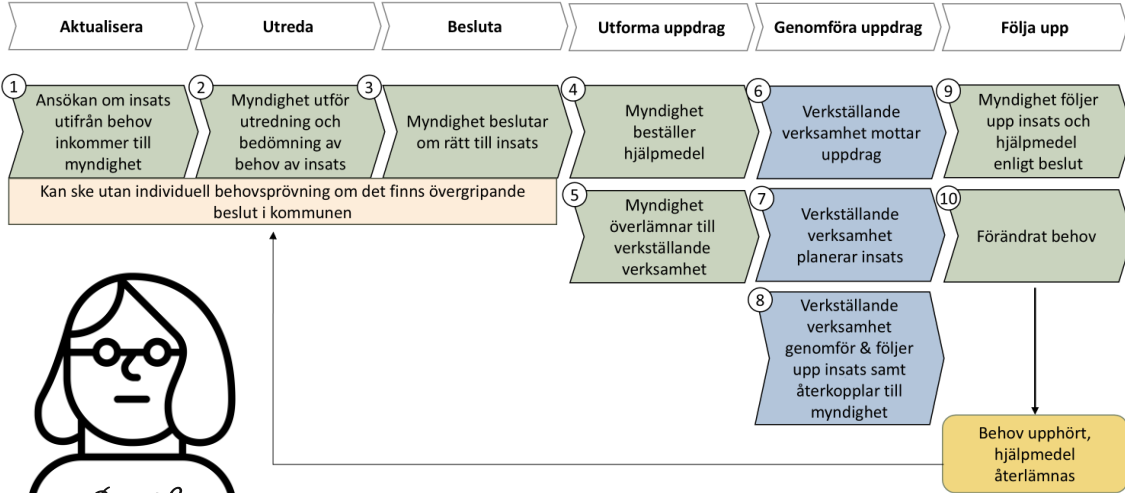 Aktualisera
Utreda
Besluta
Utforma uppdrag
Genomföra uppdrag
Följa upp
1
Ansökan om insats
utifrån behov
inkommer till
myndighet
2
Myndighet utför
utredning och
bedömning av
behov av insats
3
Myndighet beslutar
om rätt till insats
4
Myndighet
beställer
hjälpmedel
6
Verkställande
verksamhet mottar
uppdrag
9
Myndighet följer
upp insats och
hjälpmedel
enligt beslut
Kan ske utan individuell behovsprövning om det finns övergripande
beslut i kommunen
5
Myndighet
överlämnar till
verkställande
verksamhet
7
Verkställande
verksamhet
planerar insats
10
Förändrat behov
8
Verkställande
verksamhet
genomför & följer
upp insats samt
återkopplar till
myndighet
Behov upphört,
hjälpmedel
återlämnas